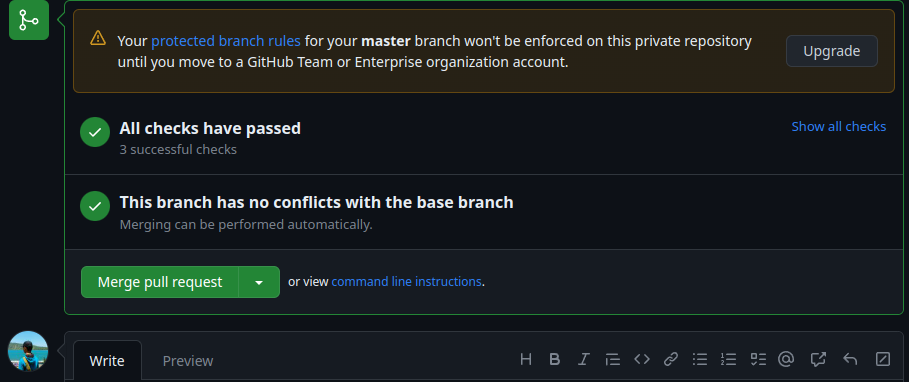 Your protected branch rules for your master branch won't be enforced on this private repository
until you move to a GitHub Team or Enterprise organization account.
Upgrade
All checks have passed
3 successful checks
Show all checks
This branch has no conflicts with the base branch
Merging can be performed automatically.
Merge pull request
or view command line instructions.
Write
Preview